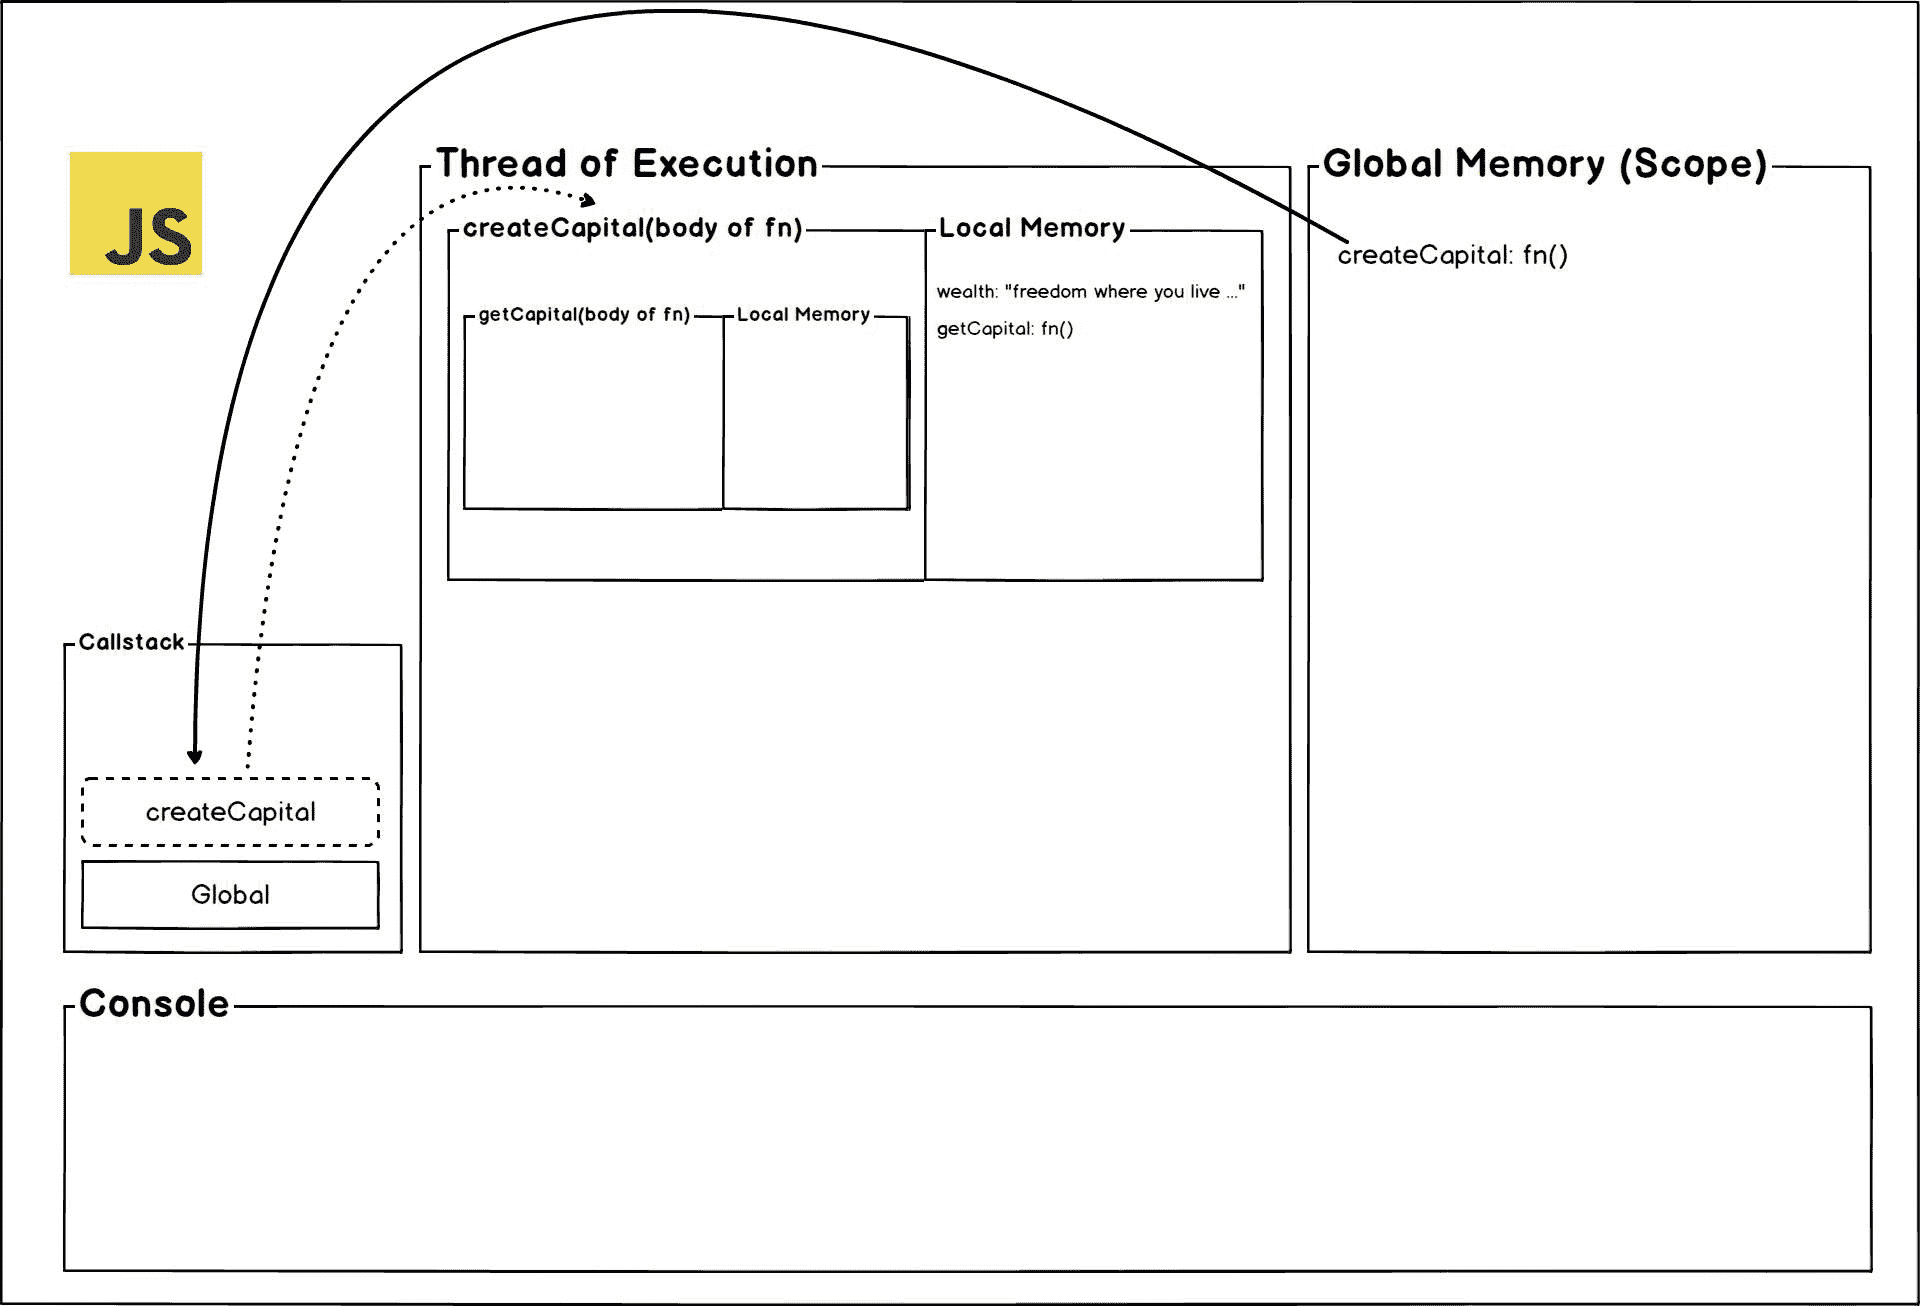 JS
Thread of Execution
createCapital(body of fn)
Local Memory
wealth: "freedom where you live ..."
getCapital: fn()
getCapital(body of fn)
Local Memory
Global Memory (Scope)
createCapital: fn()
Callstack
createCapital
Global
Console